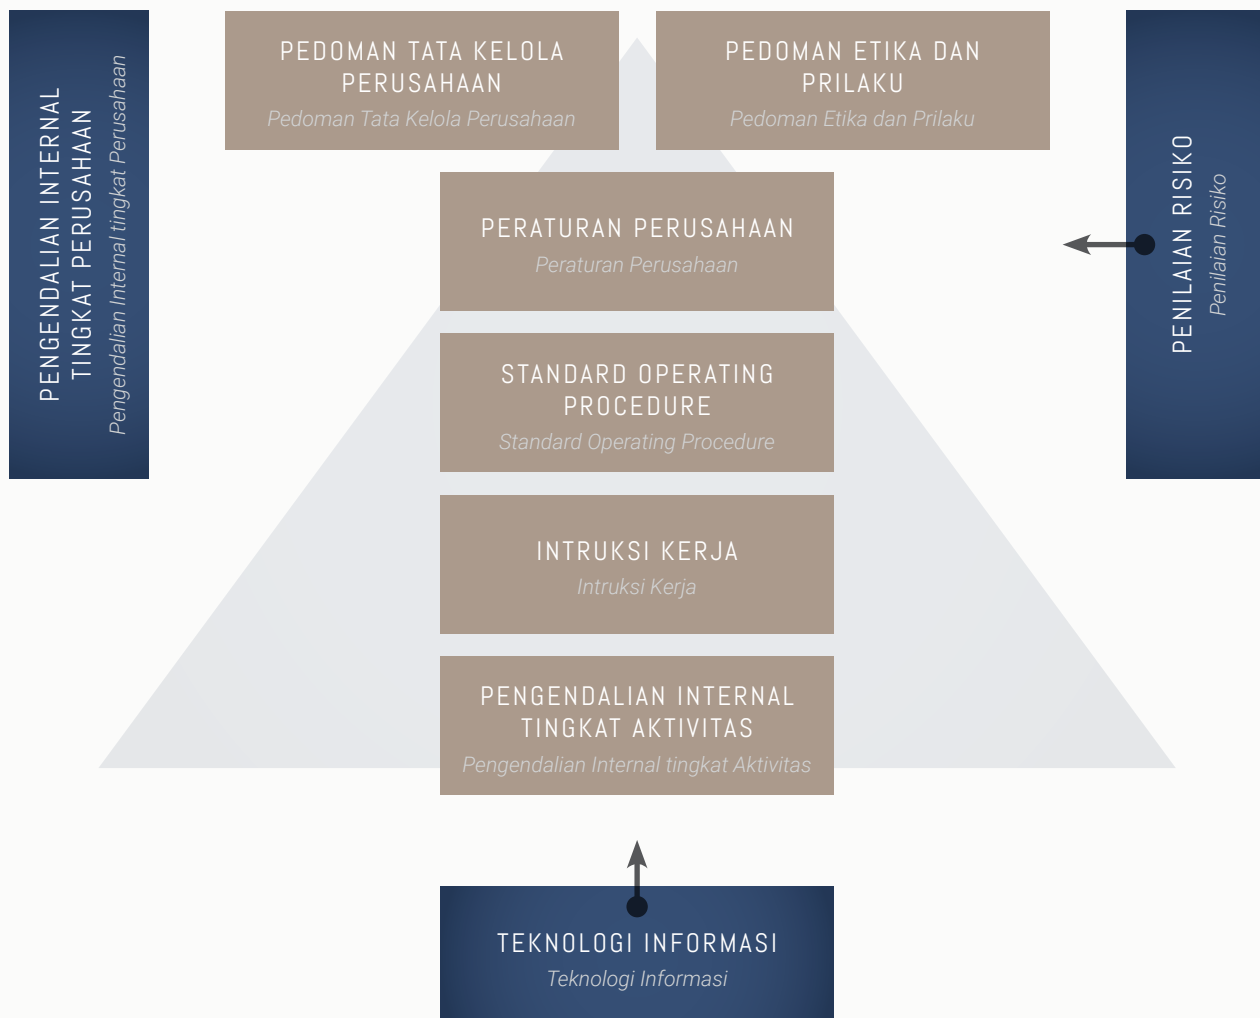 PENGENDALIAN INTERNAL
TINGKAT PERUSAHAAN
Pengendalian Internal tingkat Perusahaan
PEDOMAN TATA KELOLA
PERUSAHAAN
Pedoman Tata Kelola Perusahaan
PEDOMAN ETIKA DAN
PRILAKU
Pedoman Etika dan Prilaku
PENILAIAN RISIKO
Penilaian Risiko
PERATURAN PERUSAHAAN
Peraturan Perusahaan
STANDARD OPERATING
PROCEDURE
Standard Operating Procedure
INTRUKSI KERJA
Intruksi Kerja
PENGENDALIAN INTERNAL
TINGKAT AKTIVITAS
Pengendalian Internal tingkat Aktivitas
TEKNOLOGI INFORMASI
Teknologi Informasi